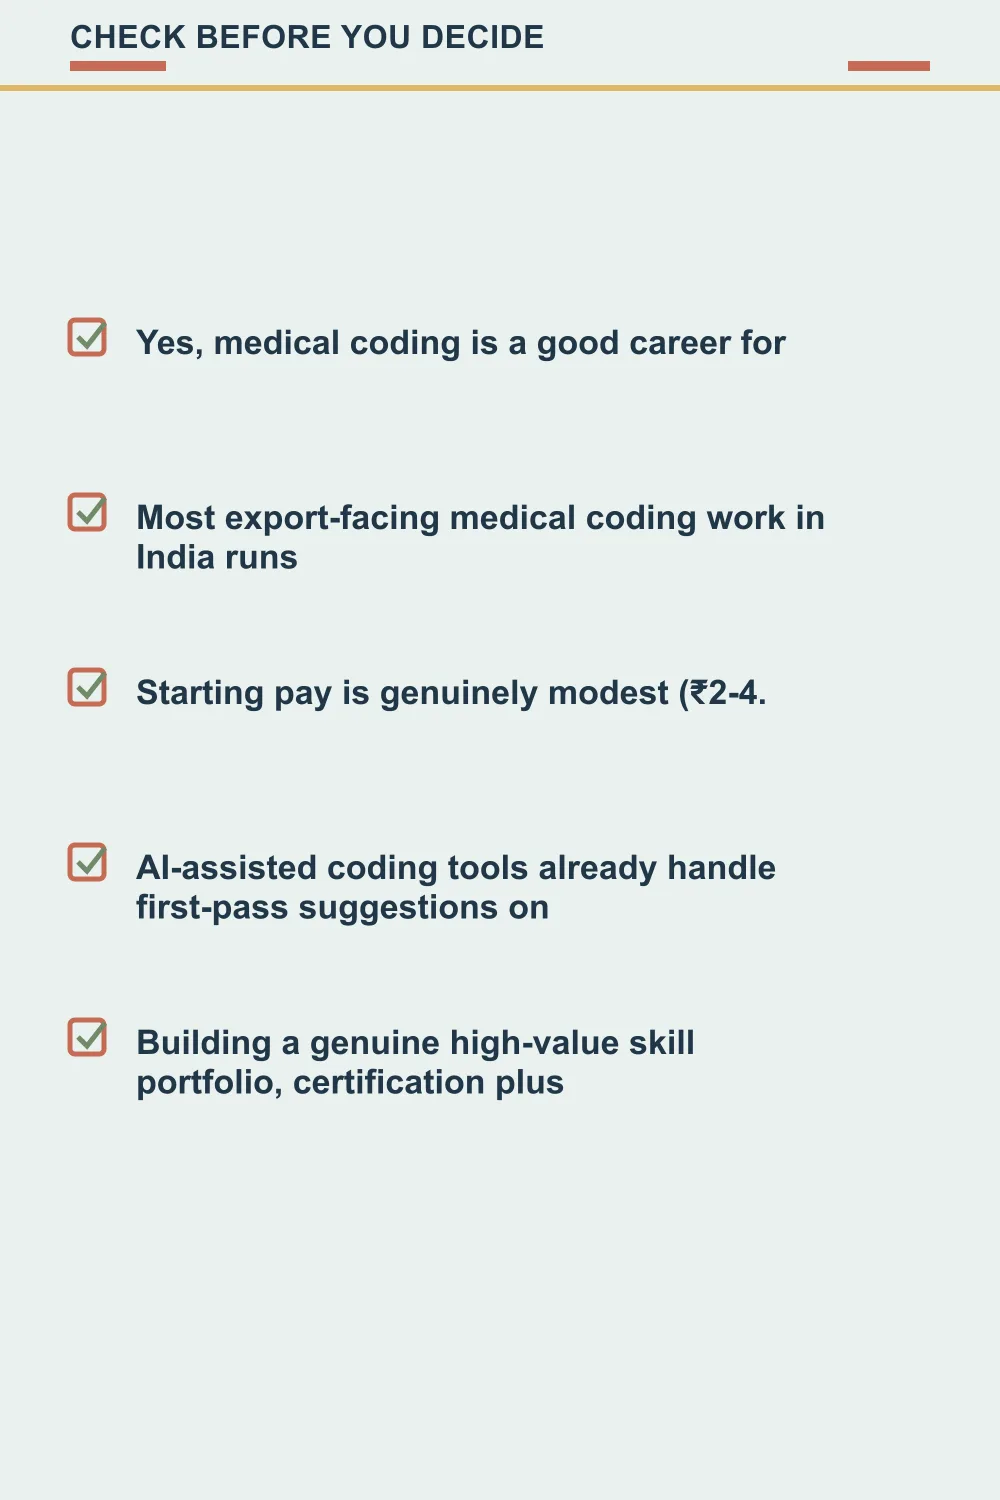 CHECK BEFORE YOU DECIDE
Yes, medical coding is a good career for
Most export-facing medical coding work in
India runs
Starting pay is genuinely modest (₹2-4.
AI-assisted coding tools already handle
first-pass suggestions on
Building a genuine high-value skill
portfolio, certification plus